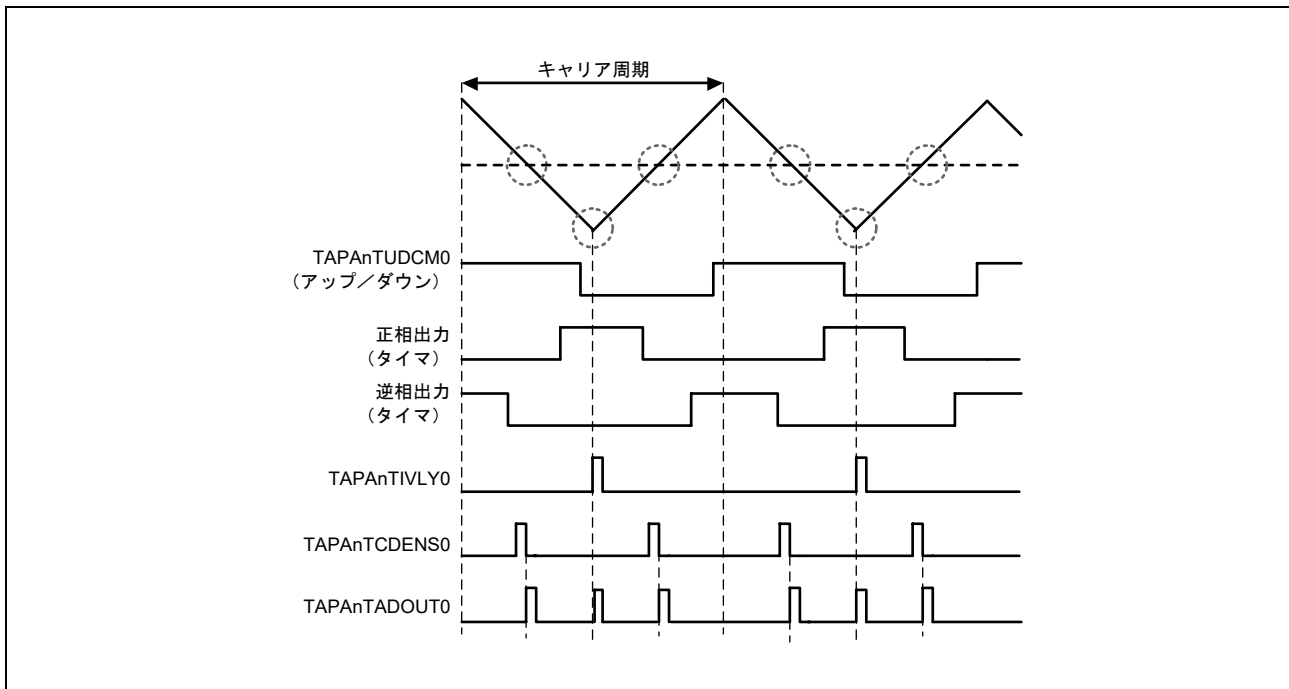 キャリア周期
TAPAnTUDCM0
（アップ／ダウン）
正相出力
（タイマ）
逆相出力
（タイマ）
TAPAnTIVLY0
TAPAnTCDENS0
TAPAnTADOUT0